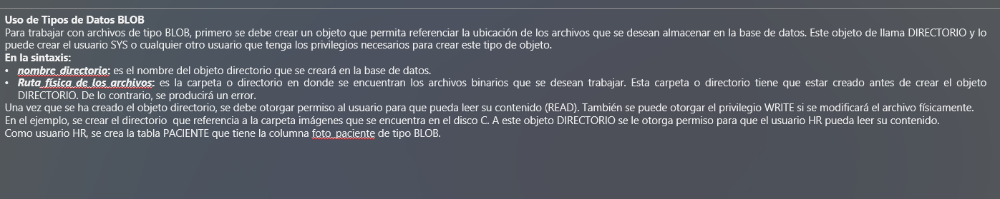 Uso de Tipos de Datos BLOB
Para trabajar con archivos de tipo BLOB, primero se debe crear un objeto que permita referenciar la ubicación de los archivos que se desean almacenar en la base de datos. Este objeto de llama DIRECTORIO y lo
puede crear el usuario SYS o cualquier otro usuario que tenga los privilegios necesarios para crear este tipo de objeto.
En la sintaxis:
• nombre_directorio: es el nombre del objeto directorio que se creará en la base de datos.
• Ruta_física_de_los_archivos: es la carpeta o directorio en donde se encuentran los archivos binarios que se desean trabajar. Esta carpeta o directorio tiene que estar creado antes de crear el objeto
DIRECTORIO. De lo contrario, se producirá un error.
Una vez que se ha creado el objeto directorio, se debe otorgar permiso al usuario para que pueda leer su contenido (READ). También se puede otorgar el privilegio WRITE si se modificará el archivo físicamente.
En el ejemplo, se crear el directorio  que referencia a la carpeta imágenes que se encuentra en el disco C. A este objeto DIRECTORIO se le otorga permiso para que el usuario HR pueda leer su contenido.
Como usuario HR, se crea la tabla PACIENTE que tiene la columna foto_paciente de tipo BLOB.